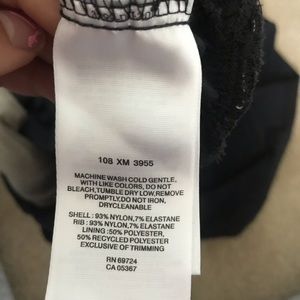 108 XM 3955
MACHINE WASH COLD GENTLE,
WITH LIKE COLORS, DO NOT
BLEACH,TUMBLE DRY LOW,REMOVE
PROMPTLY,DO NOT IRON,
DRYCLEANABLE
SHELL : 93% NYLON,7% ELASTANE
RIB : 93% NYLON,7% ELASTANE
LINING :50% POLYESTER,
50% RECYCLED POLYESTER
EXCLUSIVE OF TRIMMING
RN 69724
CA 05367